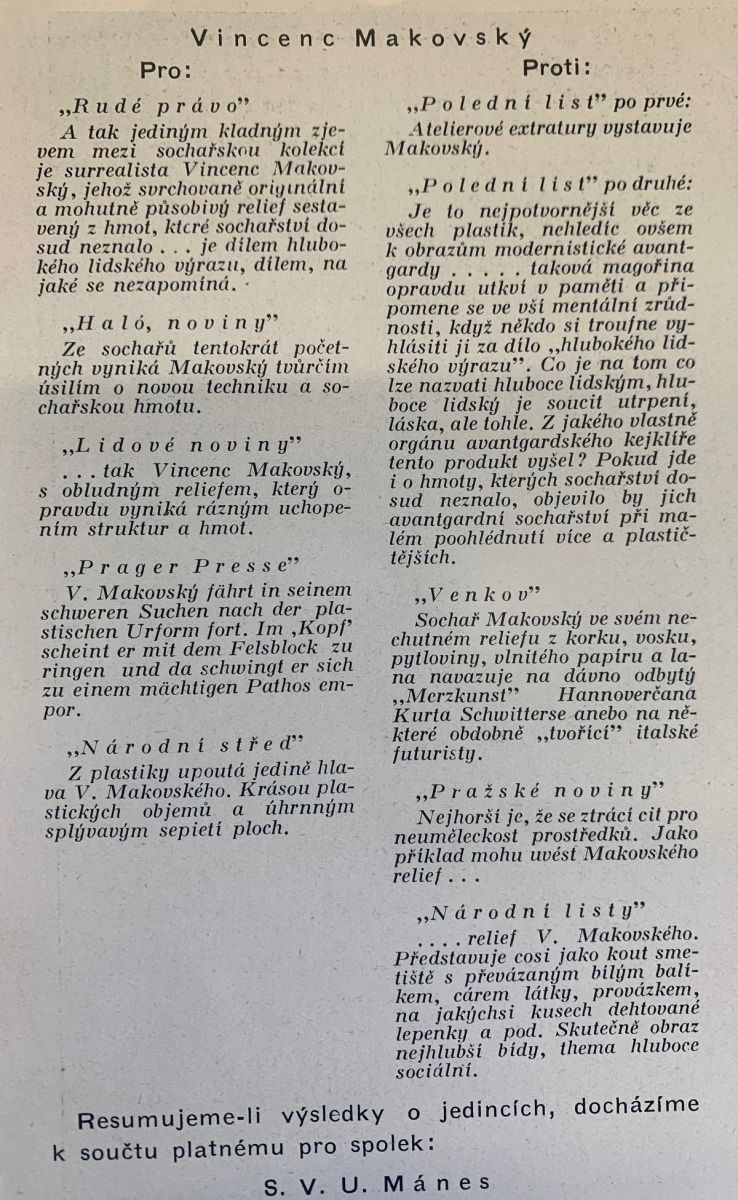 Vincenc Makovský
Pro:
„Rudé právo”
A tak jediným kladným zje-
vem mezi sochařskou kolekcí
je surrealista Vincenc Makov-
ský, jehož svrchovaně originální
a mohutně působivý relief sesta-
vený z hmot, které sochařství do-
sud neznalo . . . je dílem hlubo-
kého lidského výrazu, dílem, na
jaké se nezapomíná.
„Haló, noviny”
Ze sochařů tentokrát počet-
ných vyniká Makovský tvůrčím
úsilím o novou techniku a so-
chařskou hmotu.
„Lidové noviny”
. . . tak Vincenc Makovský,
s obludným reliefem, který o-
pravdu vyniká rázným uchope-
ním struktur a hmot.
„Prager Presse”
V. Makovský fährt in seinem
schweren Suchen nach der pla-
stischen Urform fort. Im ‚Kopf’
scheint er mit dem Felsblock zu
ringen und da schwingt er sich
zu einem mächtigen Pathos em-
por.
„Národní střed”
Z plastiky upoutá jedině hla-
va V. Makovského. Krásou pla-
stických objemů a úhrnným
splývavým sepietí ploch.
Proti:
„Polední list” po prvé:
Atelierové extratury vystavuje
Makovský.
„Polední list” po druhé:
Je to nejpotvornější věc ze
všech plastik, nehledíc ovšem
k obrazům modernistické avant-
gardy . . . . . taková magořina
opravdu utkví v paměti a při-
pomene se ve vší mentální zrůd-
nosti, když někdo si troufne vy-
hlásiti ji za dílo „hlubokého lid-
ského výrazu”. Co je na tom co
lze nazvati hluboce lidským, hlu-
boce lidský je soucit utrpení,
láska, ale tohle. Z jakého vlastně
orgánu avantgardského kejklíře
tento produkt vyšel? Pokud jde
i o hmoty, kterých sochařství do-
sud neznalo, objevilo by jich
avantgardní sochařství při ma-
lém poohlédnutí více a plastič-
tějších.
„Venkov”
Sochař Makovský ve svém ne-
chutném reliefu z korku, vosku,
pytloviny, vlnitého papíru a la-
na navazuje na dávno odbytý
„Merzkunst” Hannoverčana
Kurta Schwitterse anebo na ně-
které obdobně „tvořící” italské
futuristy.
„Pražské noviny”
Nejhorší je, že se ztrácí cit pro
neuměleckost prostředků. Jako
příklad mohu uvést Makovského
relief . . .
„Národní listy”
. . . . relief V. Makovského.
Představuje cosi jako kout sme-
tiště s převázaným bílým balí-
kem, cárem látky, provázkem,
na jakýchsi kusech dehtované
lepenky a pod. Skutečně obraz
nejhlubší bídy, thema hluboce
sociální.
Resumujeme-li výsledky o jedincích, docházíme
k součtu platnému pro spolek:
S. V. U. Mánes